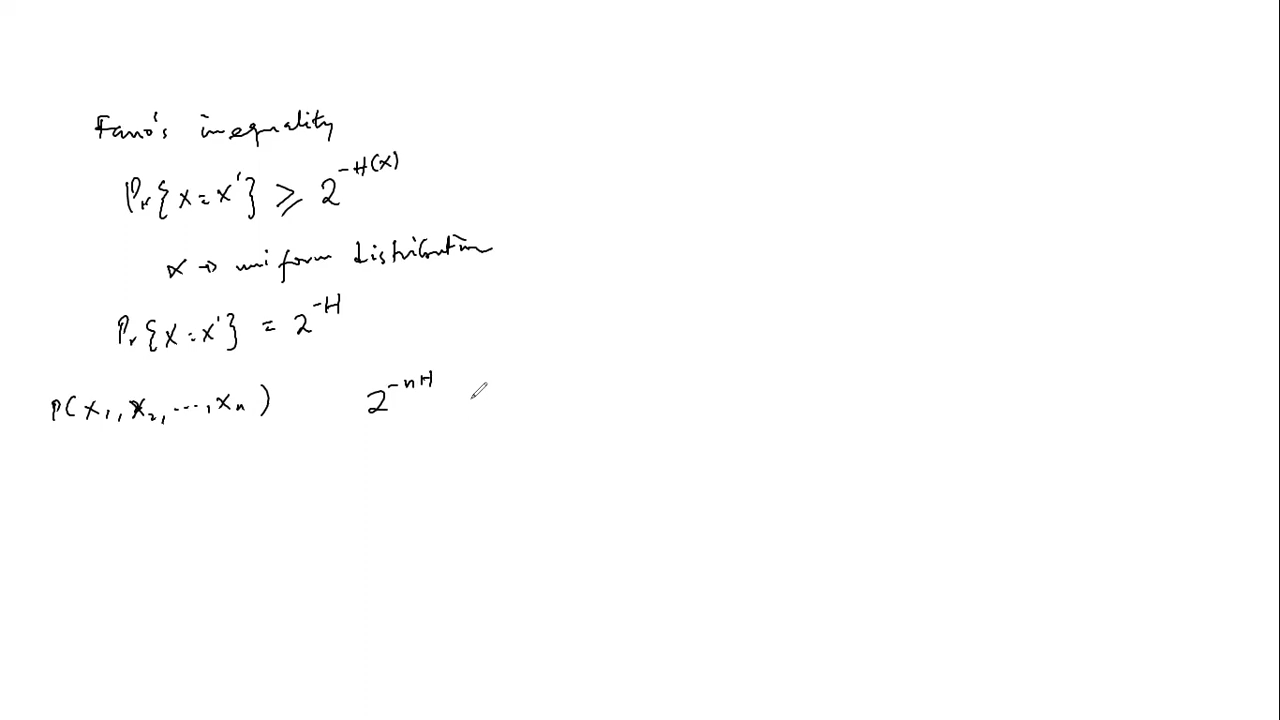 Fano's inequality
Pr{x=x'} ≥ 2^{-H(x)}
x → uniform distribution
Pr{x=x'} = 2^{-H}
p(x₁,x₂,...,xₙ) 2^{-nH}